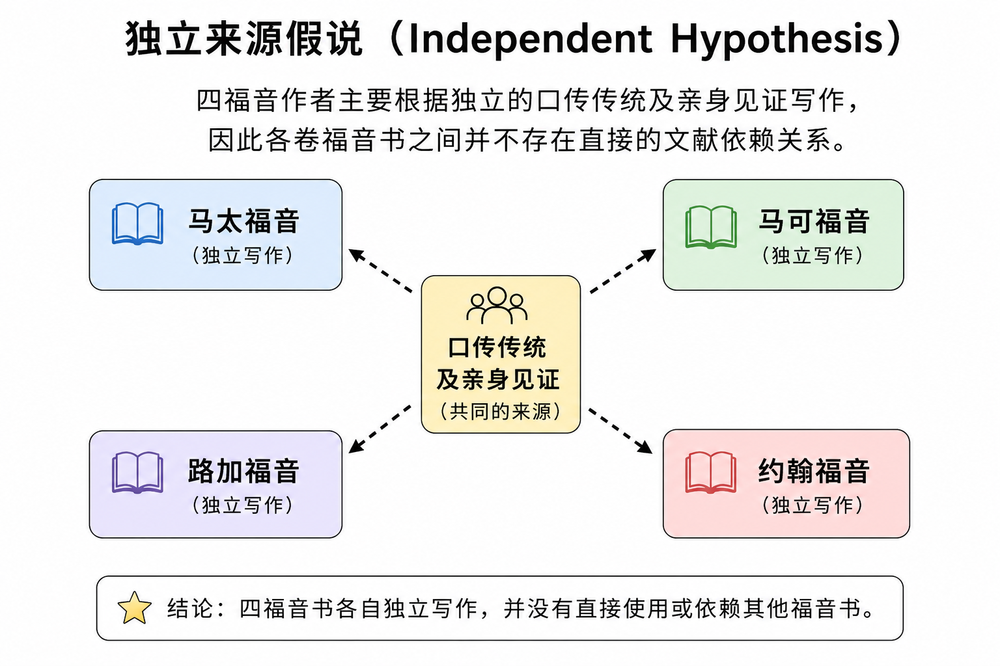 独立来源假说（Independent Hypothesis）
四福音作者主要根据独立的口传传统及亲身见证写作，
因此各卷福音书之间并不存在直接的文献依赖关系。
马太福音
（独立写作）
马可福音
（独立写作）
口传传统
及亲身见证
（共同的来源）
路加福音
（独立写作）
约翰福音
（独立写作）
结论：四福音书各自独立写作，并没有直接使用或依赖其他福音书。